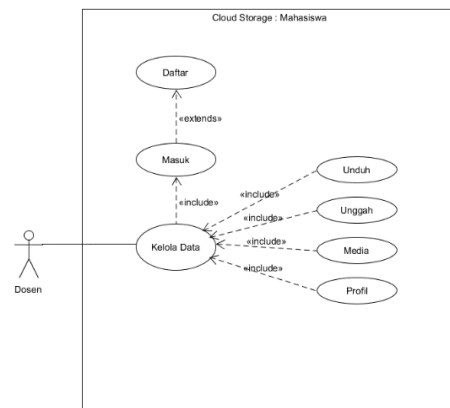 Cloud Storage : Mahasiswa
Daftar
«extends»
Masuk
«include»
Unduh
«include»
Unggah
«include»
Kelola Data
«include»
Media
«include»
Profil
Dosen